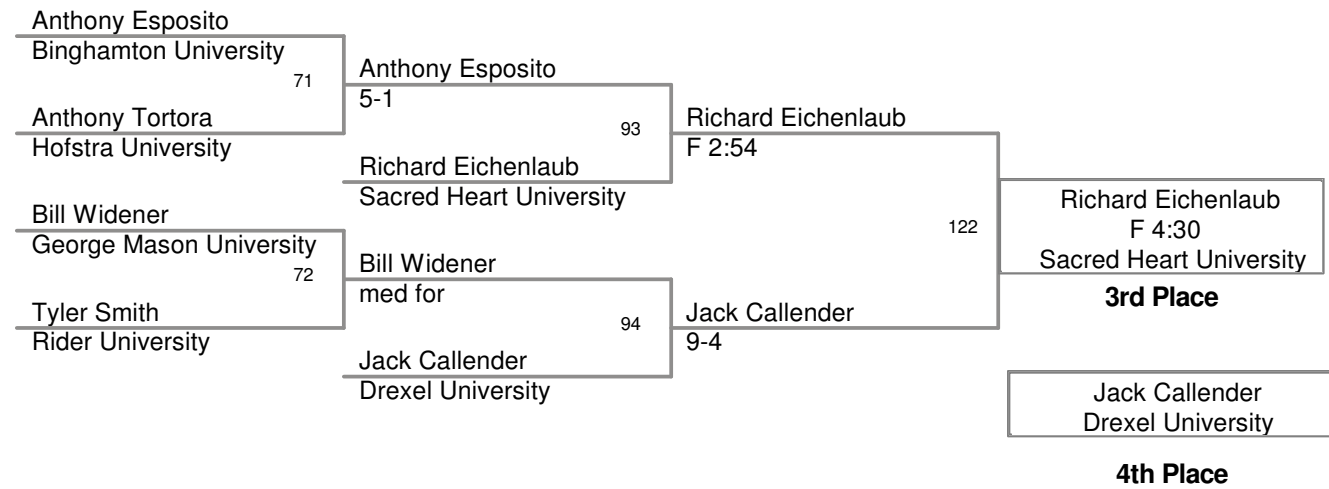 Anthony Esposito
Binghamton University
71
Anthony Tortora
Hofstra University
Bill Widener
George Mason University
72
Tyler Smith
Rider University
Anthony Esposito
5-1
93
Richard Eichenlaub
Sacred Heart University
Bill Widener
med for
94
Jack Callender
Drexel University
Richard Eichenlaub
F 2:54
122
Jack Callender
9-4
Richard Eichenlaub
F 4:30
Sacred Heart University
3rd Place
Jack Callender
Drexel University
4th Place